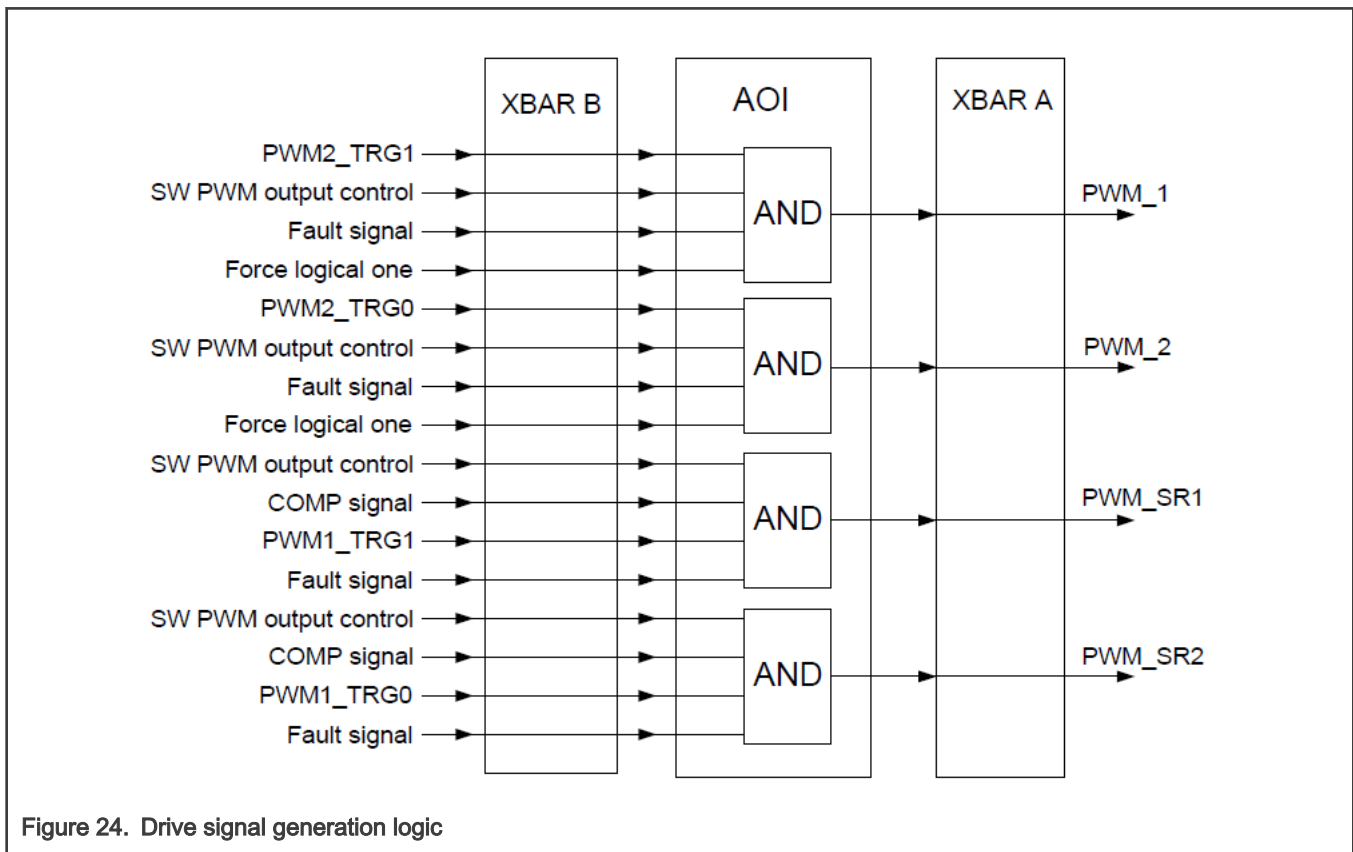 XBAR B
AOI
XBAR A
PWM2_TRG1
SW PWM output control
Fault signal
Force logical one
AND
PWM_1
PWM2_TRG0
SW PWM output control
Fault signal
Force logical one
AND
PWM_2
SW PWM output control
COMP signal
PWM1_TRG1
Fault signal
AND
PWM_SR1
SW PWM output control
COMP signal
PWM1_TRG0
Fault signal
AND
PWM_SR2
Figure 24. Drive signal generation logic